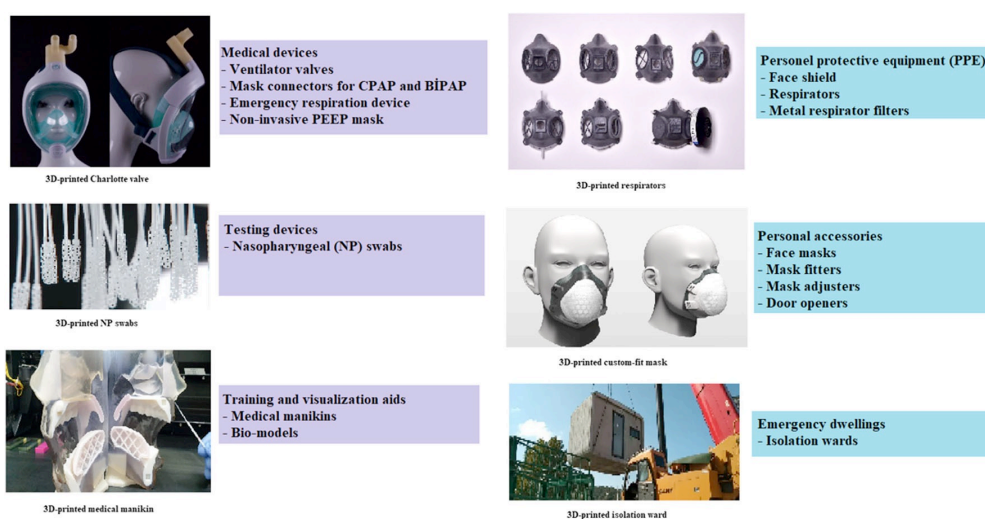 Medical devices
- Ventilator valves
- Mask connectors for CPAP and BİPAP
- Emergency respiration device
- Non-invasive PEEP mask
3D-printed Charlotte valve
Personel protective equipment (PPE)
- Face shield
- Respirators
- Metal respirator filters
3D-printed respirators
Testing devices
- Nasopharyngeal (NP) swabs
3D-printed NP swabs
Personal accessories
- Face masks
- Mask fitters
- Mask adjusters
- Door openers
3D-printed custom-fit mask
Training and visualization aids
- Medical manikins
- Bio-models
3D-printed medical manikin
Emergency dwellings
- Isolation wards
3D-printed isolation ward